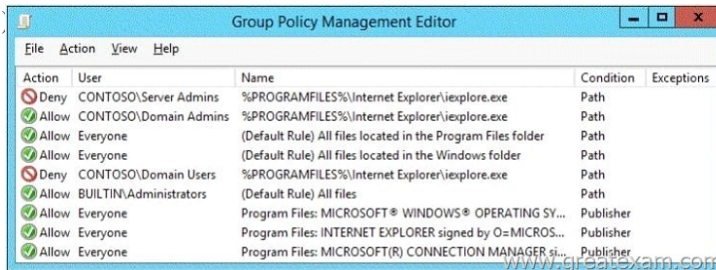 Group Policy Management Editor
File Action View Help
Action User Name Condition Exceptions
Deny CONTOSO\Server Admins %PROGRAMFILES%\Internet Explorer\iexplore.exe Path
Allow CONTOSO\Domain Admins %PROGRAMFILES%\Internet Explorer\iexplore.exe Path
Allow Everyone (Default Rule) All files located in the Program Files folder Path
Allow Everyone (Default Rule) All files located in the Windows folder Path
Deny CONTOSO\Domain Users %PROGRAMFILES%\Internet Explorer\iexplore.exe Path
Allow BUILTIN\Administrators (Default Rule) All files Path
Allow Everyone Program Files: MICROSOFT® WINDOWS® OPERATING SY... Publisher
Allow Everyone Program Files: INTERNET EXPLORER signed by O=MICROS... Publisher
Allow Everyone Program Files: MICROSOFT(R) CONNECTION MANAGER si... Publisher
www.greatexam.com